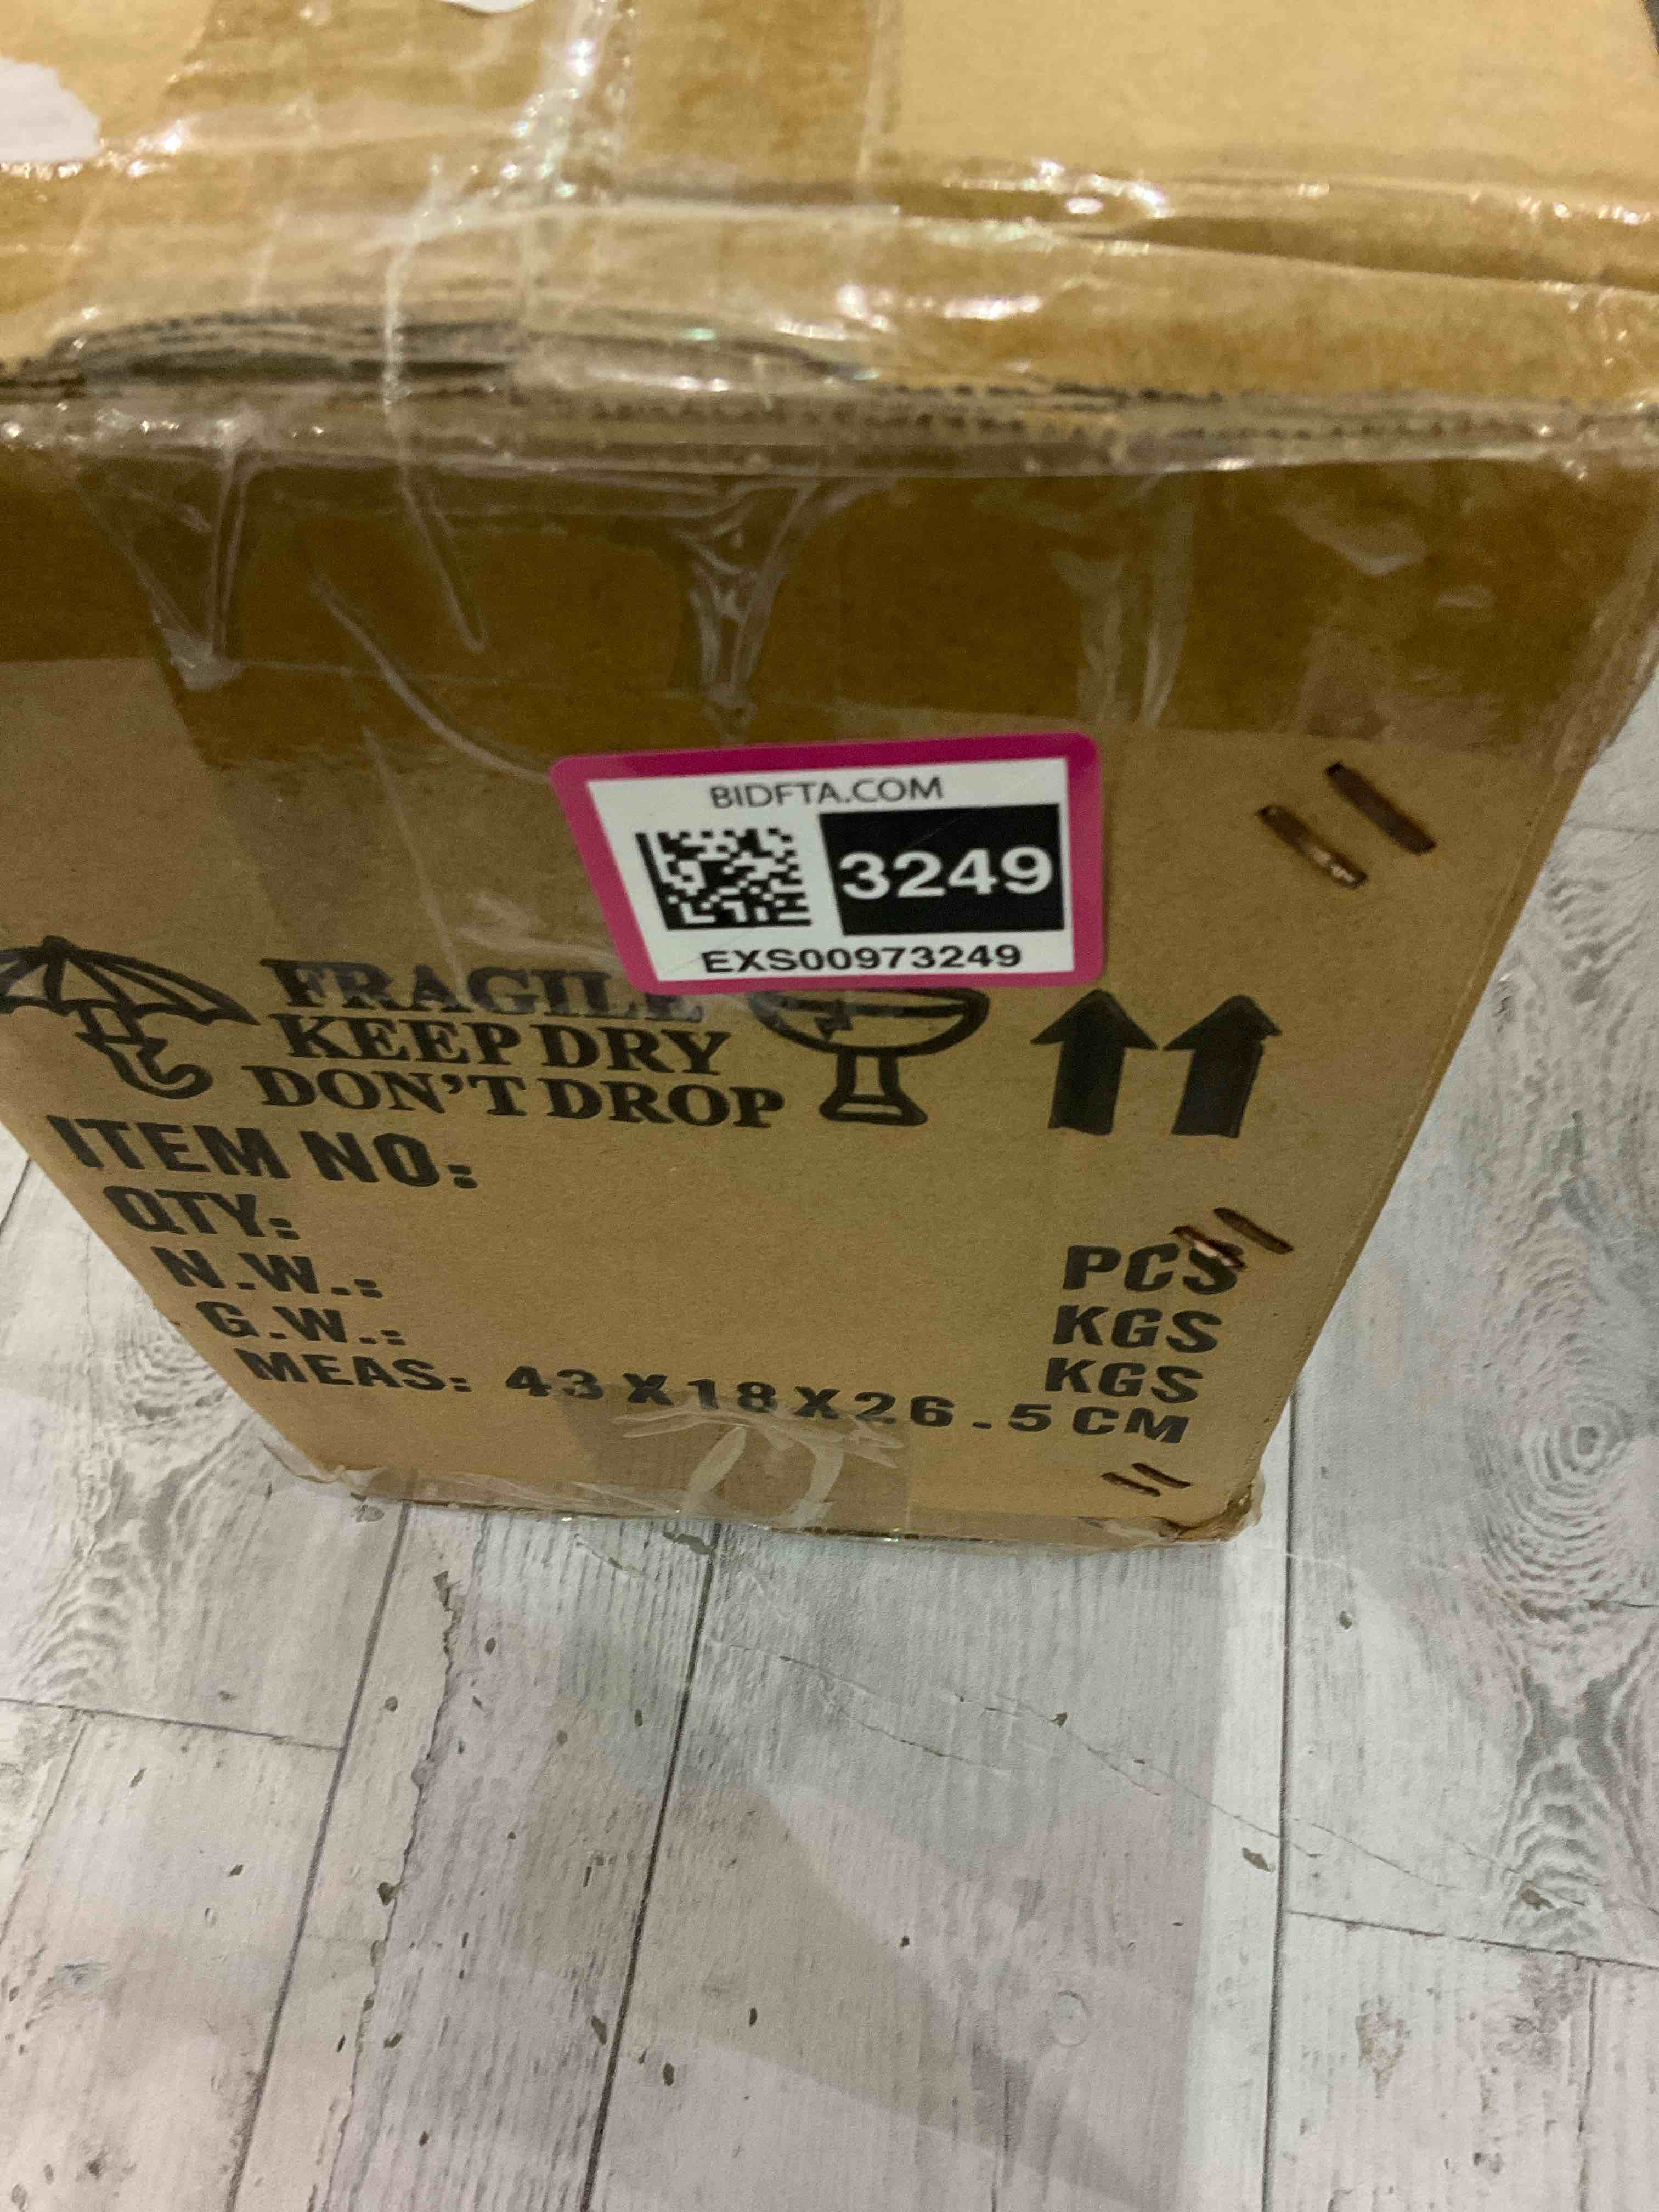 BIDFTA.COM
3249
EXS00973249
FRAGILE
KEEP DRY
DON'T DROP
ITEM NO:
QTY: PCS
N.W.: KGS
G.W.: KGS
MEAS: 43X18X26.5CM